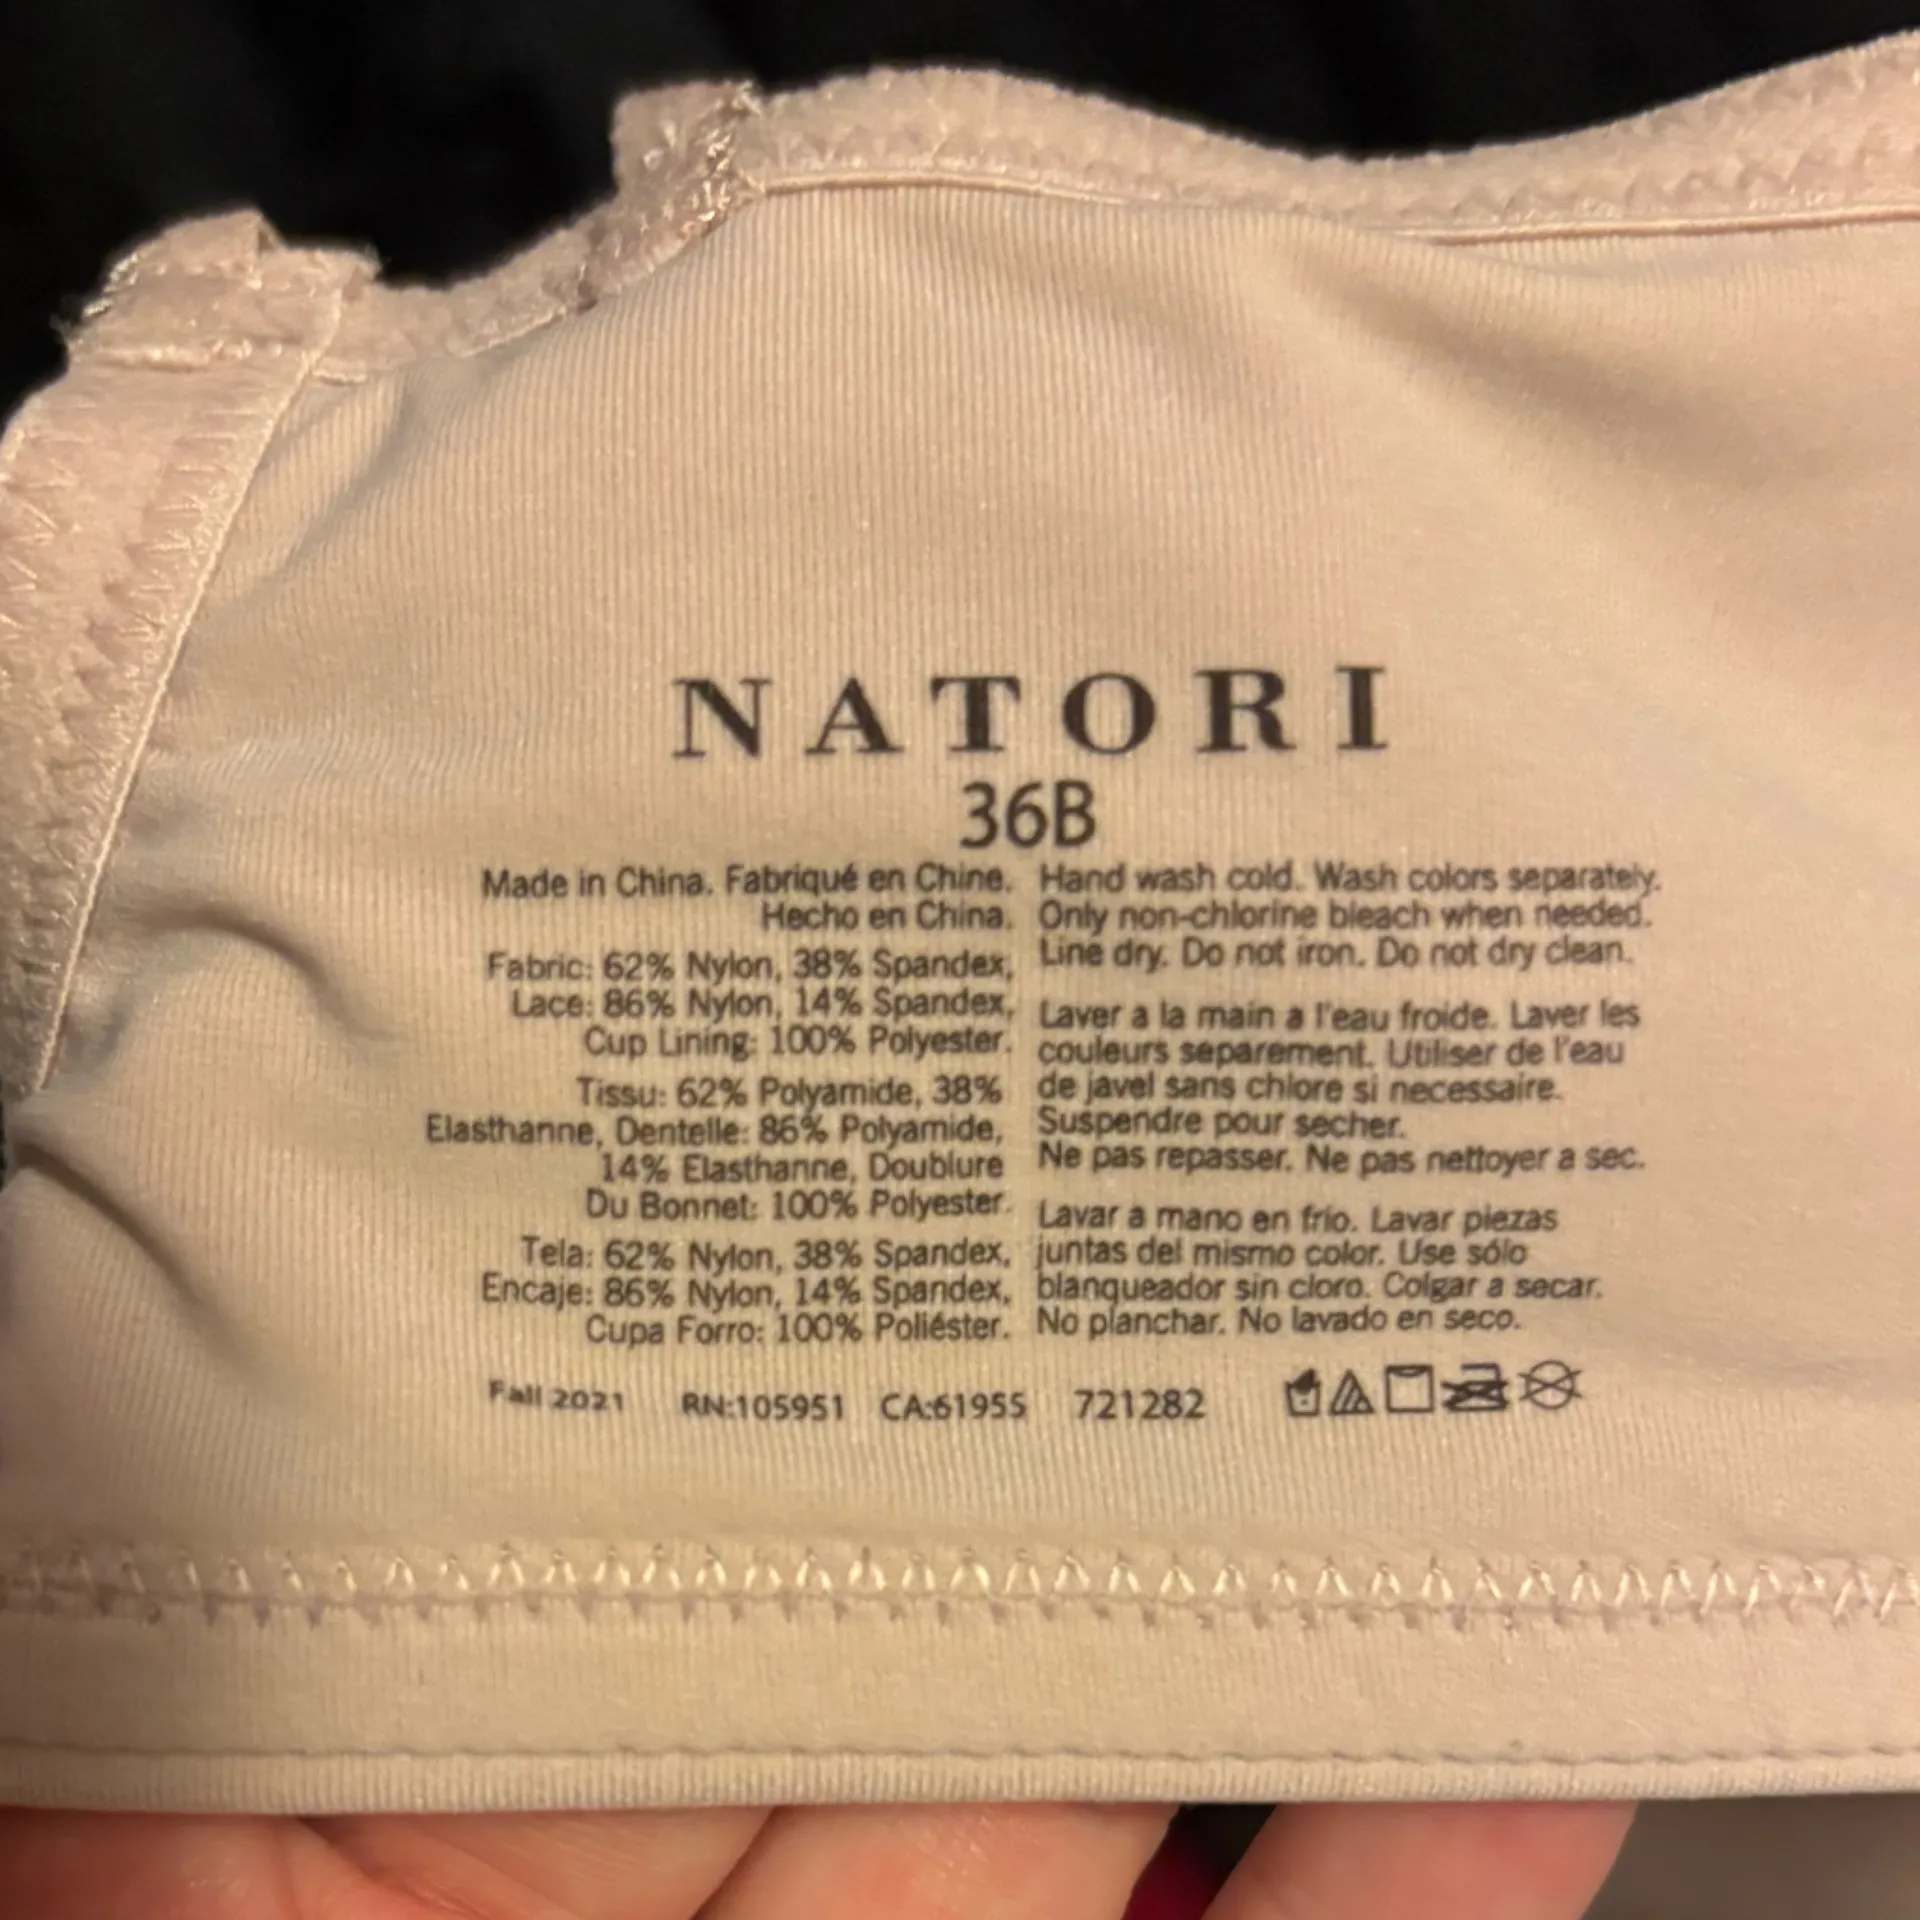 NATORI
36B
Made in China. Fabriqué en Chine.
Hecho en China.
Fabric: 62% Nylon, 38% Spandex,
Lace: 86% Nylon, 14% Spandex,
Cup Lining: 100% Polyester.
Tissu: 62% Polyamide, 38%
Elasthanne, Dentelle: 86% Polyamide,
14% Elasthanne, Doublure
Du Bonnet: 100% Polyester.
Tela: 62% Nylon, 38% Spandex,
Encaje: 86% Nylon, 14% Spandex,
Cupa Forro: 100% Poliéster.
Hand wash cold. Wash colors separately.
Only non-chlorine bleach when needed.
Line dry. Do not iron. Do not dry clean.
Laver a la main a l'eau froide. Laver les
couleurs separement. Utiliser de l'eau
de javel sans chlore si necessaire.
Suspendre pour secher.
Ne pas repasser. Ne pas nettoyer a sec.
Lavar a mano en frio. Lavar piezas
juntas del mismo color. Use sólo
blanqueador sin cloro. Colgar a secar.
No planchar. No lavado en seco.
Fall 2021 RN:105951 CA:61955 721282